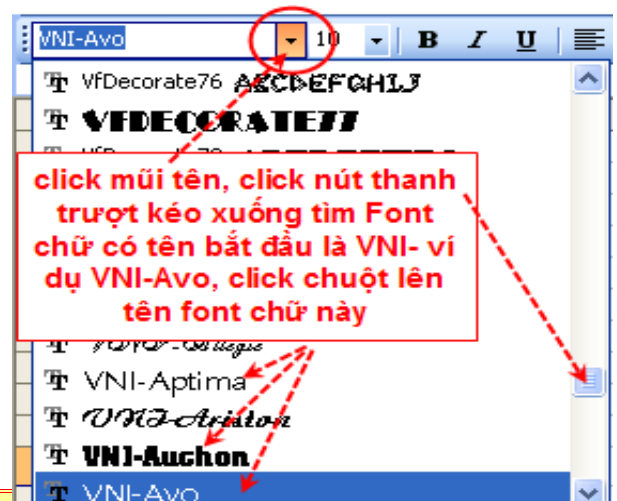 VNI-Avo 10 B I U
VfDecorate76 ABCDEFGHIJ
VFDECORATE77
click mũi tên, click nút thanh
trượt kéo xuống tìm Font
chữ có tên bắt đầu là VNI- ví
dụ VNI-Avo, click chuột lên
tên font chữ này
VNI-Aptima
VNI-Ariston
VNI-Auchon
VNI-Avo